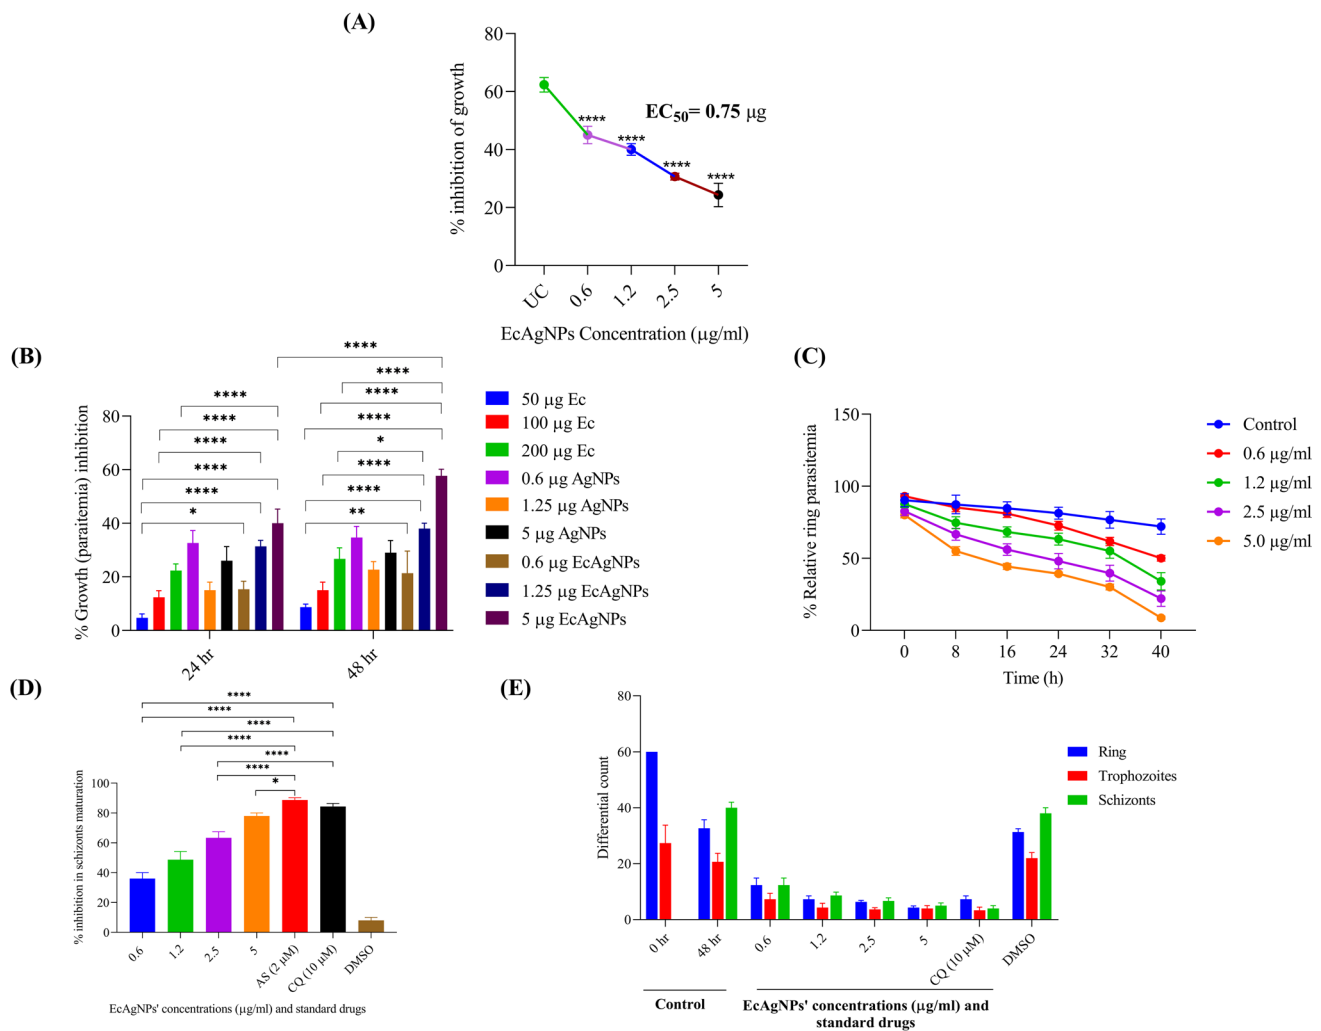 (A)
% inhibition of growth
80
60
40
20
0
****
****
****
****
EC50= 0.75 µg
UC
0.6
1.2
2.5
5
EcAgNPs Concentration (µg/ml)
(B)
% Growth (parasitemia) inhibition
80
60
40
20
0
****
****
****
****
****
****
****
****
*
****
****
*
****
****
**
24 hr
48 hr
50 µg Ec
100 µg Ec
200 µg Ec
0.6 µg AgNPs
1.25 µg AgNPs
5 µg AgNPs
0.6 µg EcAgNPs
1.25 µg EcAgNPs
5 µg EcAgNPs
(C)
% Relative ring parasitemia
150
100
50
0
0
8
16
24
32
40
Time (h)
Control
0.6 µg/ml
1.2 µg/ml
2.5 µg/ml
5.0 µg/ml
(D)
% inhibition in schizonts maturation
100
80
60
40
20
0
****
****
****
****
****
****
*
0.6
1.2
2.5
5
AS (2 µM)
CQ (10 µM)
DMSO
EcAgNPs' concentrations (µg/ml) and standard drugs
(E)
Differential count
80
60
40
20
0
0 hr
48 hr
0.6
1.2
2.5
5
CQ (10 µM)
DMSO
Control
EcAgNPs' concentrations (µg/ml) and
standard drugs
Ring
Trophozoites
Schizonts